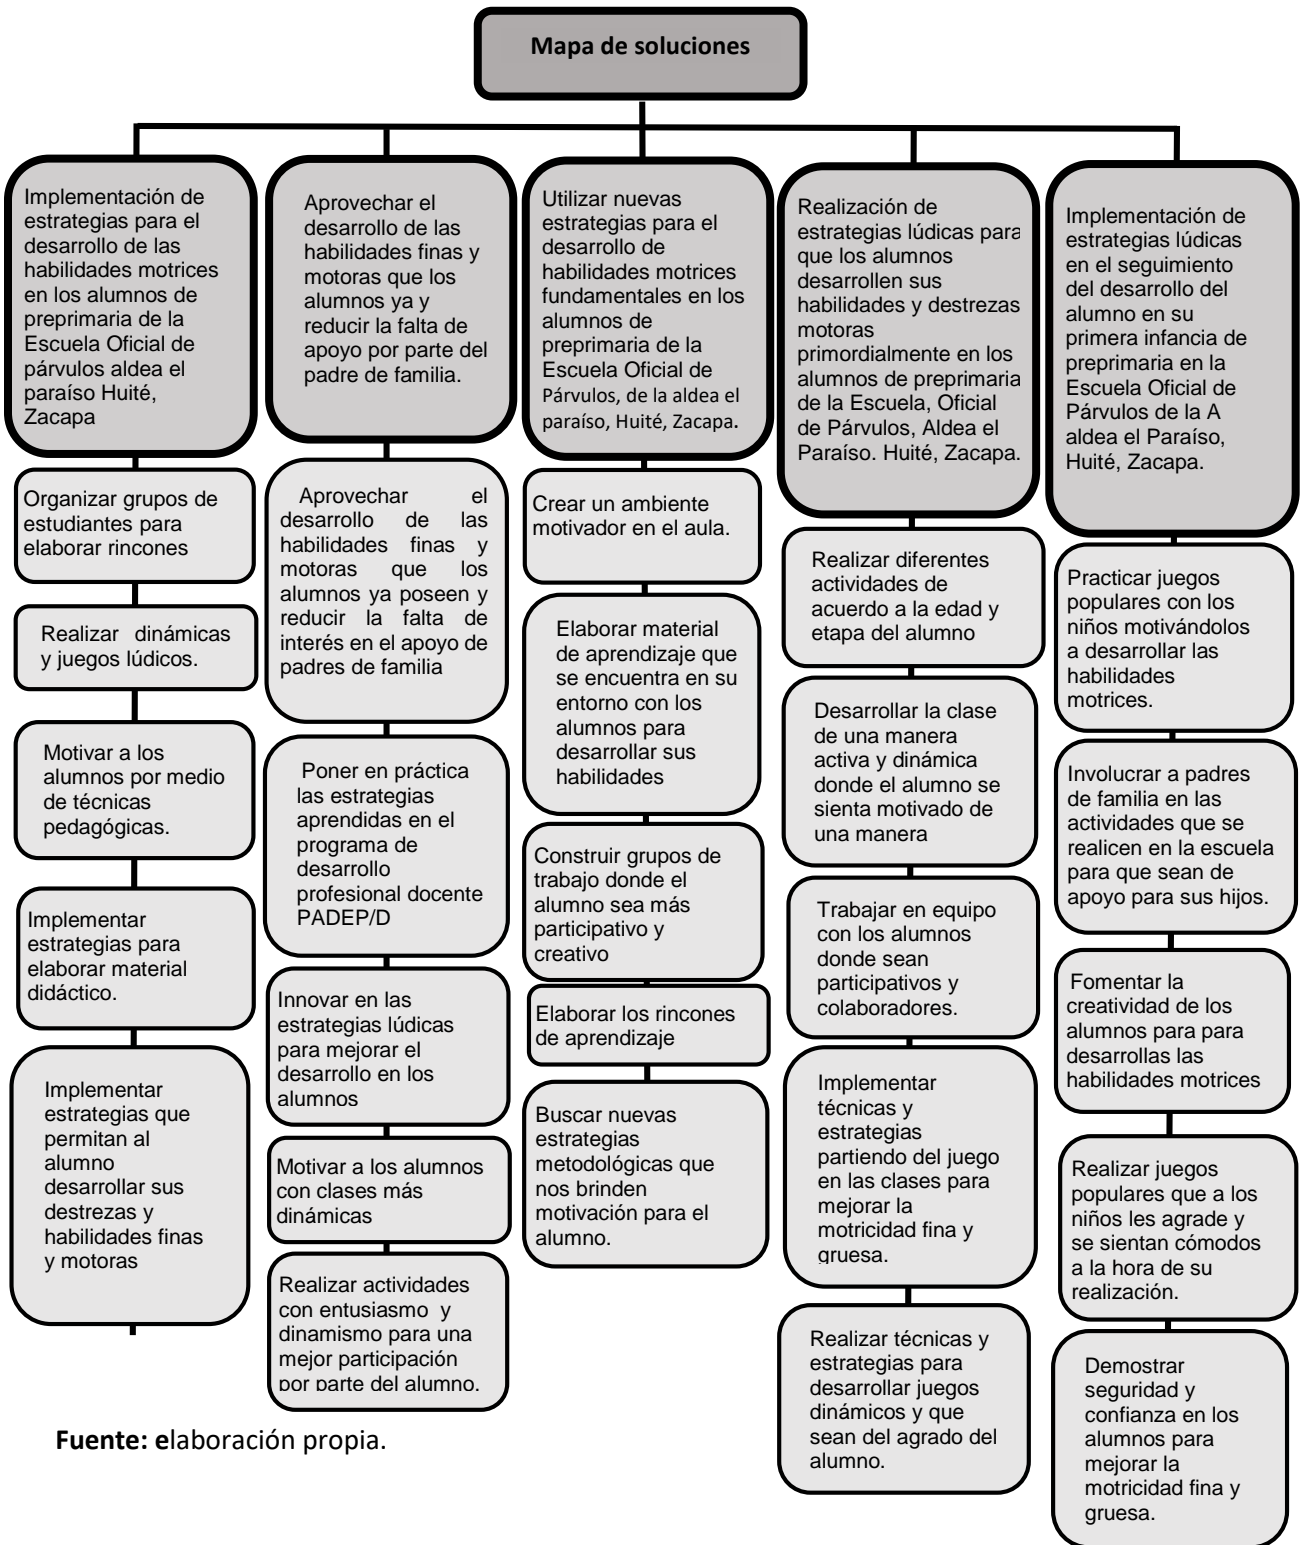 Mapa de soluciones
Implementación de
estrategias para el
desarrollo de las
habilidades motrices
en los alumnos de
preprimaria de la
Escuela Oficial de
párvulos aldea el
paraíso Huité,
Zacapa
Organizar grupos de
estudiantes para
elaborar rincones
Realizar dinámicas
y juegos lúdicos.
Motivar a los
alumnos por medio
de técnicas
pedagógicas.
Implementar
estrategias para
elaborar material
didáctico.
Implementar
estrategias que
permitan al
alumno
desarrollar sus
destrezas y
habilidades finas
y motoras
Aprovechar el
desarrollo de las
habilidades finas y
motoras que los
alumnos ya y
reducir la falta de
apoyo por parte del
padre de familia.
Aprovechar el
desarrollo de las
habilidades finas y
motoras que los
alumnos ya poseen y
reducir la falta de
interés en el apoyo de
padres de familia
Poner en práctica
las estrategias
aprendidas en el
programa de
desarrollo
profesional docente
PADEP/D
Innovar en las
estrategias lúdicas
para mejorar el
desarrollo en los
alumnos
Motivar a los alumnos
con clases más
dinámicas
Realizar actividades
con entusiasmo y
dinamismo para una
mejor participación
por parte del alumno.
Utilizar nuevas
estrategias para el
desarrollo de
habilidades motrices
fundamentales en los
alumnos de
preprimaria de la
Escuela Oficial de
Párvulos, de la aldea el
paraíso, Huité, Zacapa.
Crear un ambiente
motivador en el aula.
Elaborar material
de aprendizaje que
se encuentra en su
entorno con los
alumnos para
desarrollar sus
habilidades
Construir grupos de
trabajo donde el
alumno sea más
participativo y
creativo
Elaborar los rincones
de aprendizaje
Buscar nuevas
estrategias
metodológicas que
nos brinden
motivación para el
alumno.
Realización de
estrategias lúdicas para
que los alumnos
desarrollen sus
habilidades y destrezas
motoras
primordialmente en los
alumnos de preprimaria
de la Escuela, Oficial
de Párvulos, Aldea el
Paraíso. Huité, Zacapa.
Realizar diferentes
actividades de
acuerdo a la edad y
etapa del alumno
Desarrollar la clase
de una manera
activa y dinámica
donde el alumno se
sienta motivado de
una manera
Trabajar en equipo
con los alumnos
donde sean
participativos y
colaboradores.
Implementar
técnicas y
estrategias
partiendo del juego
en las clases para
mejorar la
motricidad fina y
gruesa.
Realizar técnicas y
estrategias para
desarrollar juegos
dinámicos y que
sean del agrado del
alumno.
Implementación de
estrategias lúdicas
en el seguimiento
del desarrollo del
alumno en su
primera infancia de
preprimaria en la
Escuela Oficial de
Párvulos de la A
aldea el Paraíso,
Huité, Zacapa.
Practicar juegos
populares con los
niños motivándolos
a desarrollar las
habilidades
motrices.
Involucrar a padres
de familia en las
actividades que se
realicen en la escuela
para que sean de
apoyo para sus hijos.
Fomentar la
creatividad de los
alumnos para para
desarrollas las
habilidades motrices
Realizar juegos
populares que a los
niños les agrade y
se sientan cómodos
a la hora de su
realización.
Demostrar
seguridad y
confianza en los
alumnos para
mejorar la
motricidad fina y
gruesa.
Fuente: elaboración propia.